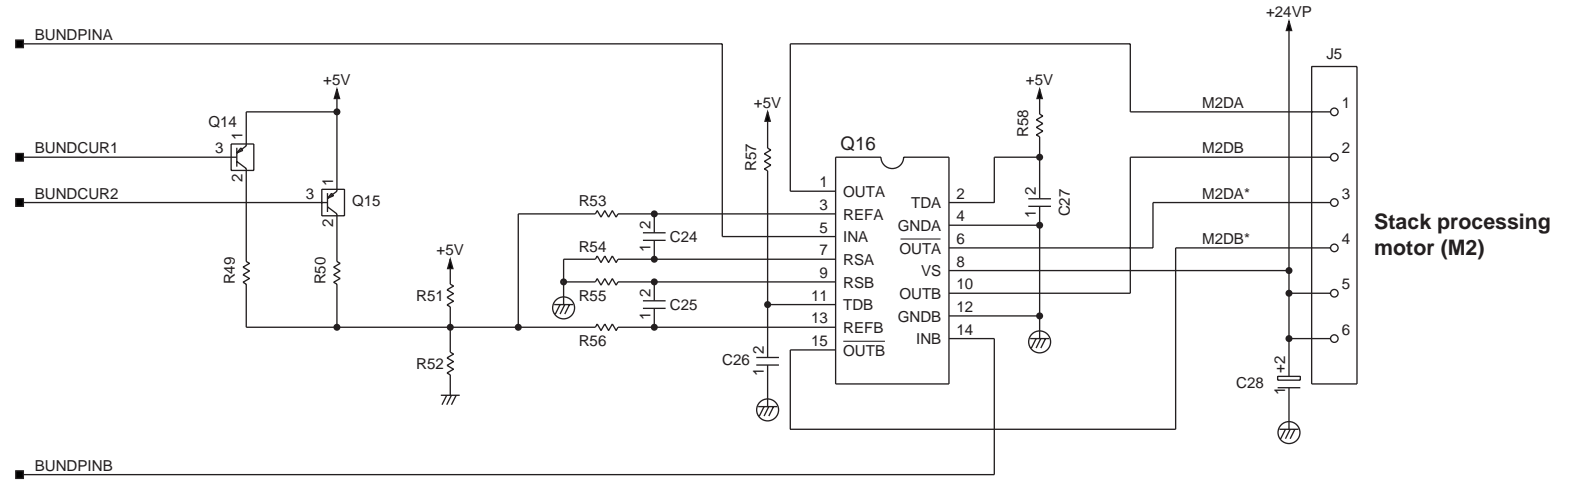 +24VP
BUNDPINA
J5
+5V
+5V
+5V
Q14
1
M2DA
1
R58
BUNDCUR1
3
R57
Q16
M2DB
2
2
1
OUTA
TDA
2
2
1
C27
BUNDCUR2
3
1
Q15
2
R53
3
REFA
GNDA
4
M2DA*
3
2
1
C24
5
INA
OUTA
6
M2DB*
4
Stack processing
motor (M2)
+5V
R54
7
RSA
VS
8
R49
R50
R55
9
RSB
OUTB
10
5
R51
2
1
C25
11
TDB
GNDB
12
R56
13
REFB
INB
14
6
15
OUTB
R52
C26
2
1
C28
+2
1
BUNDPINB